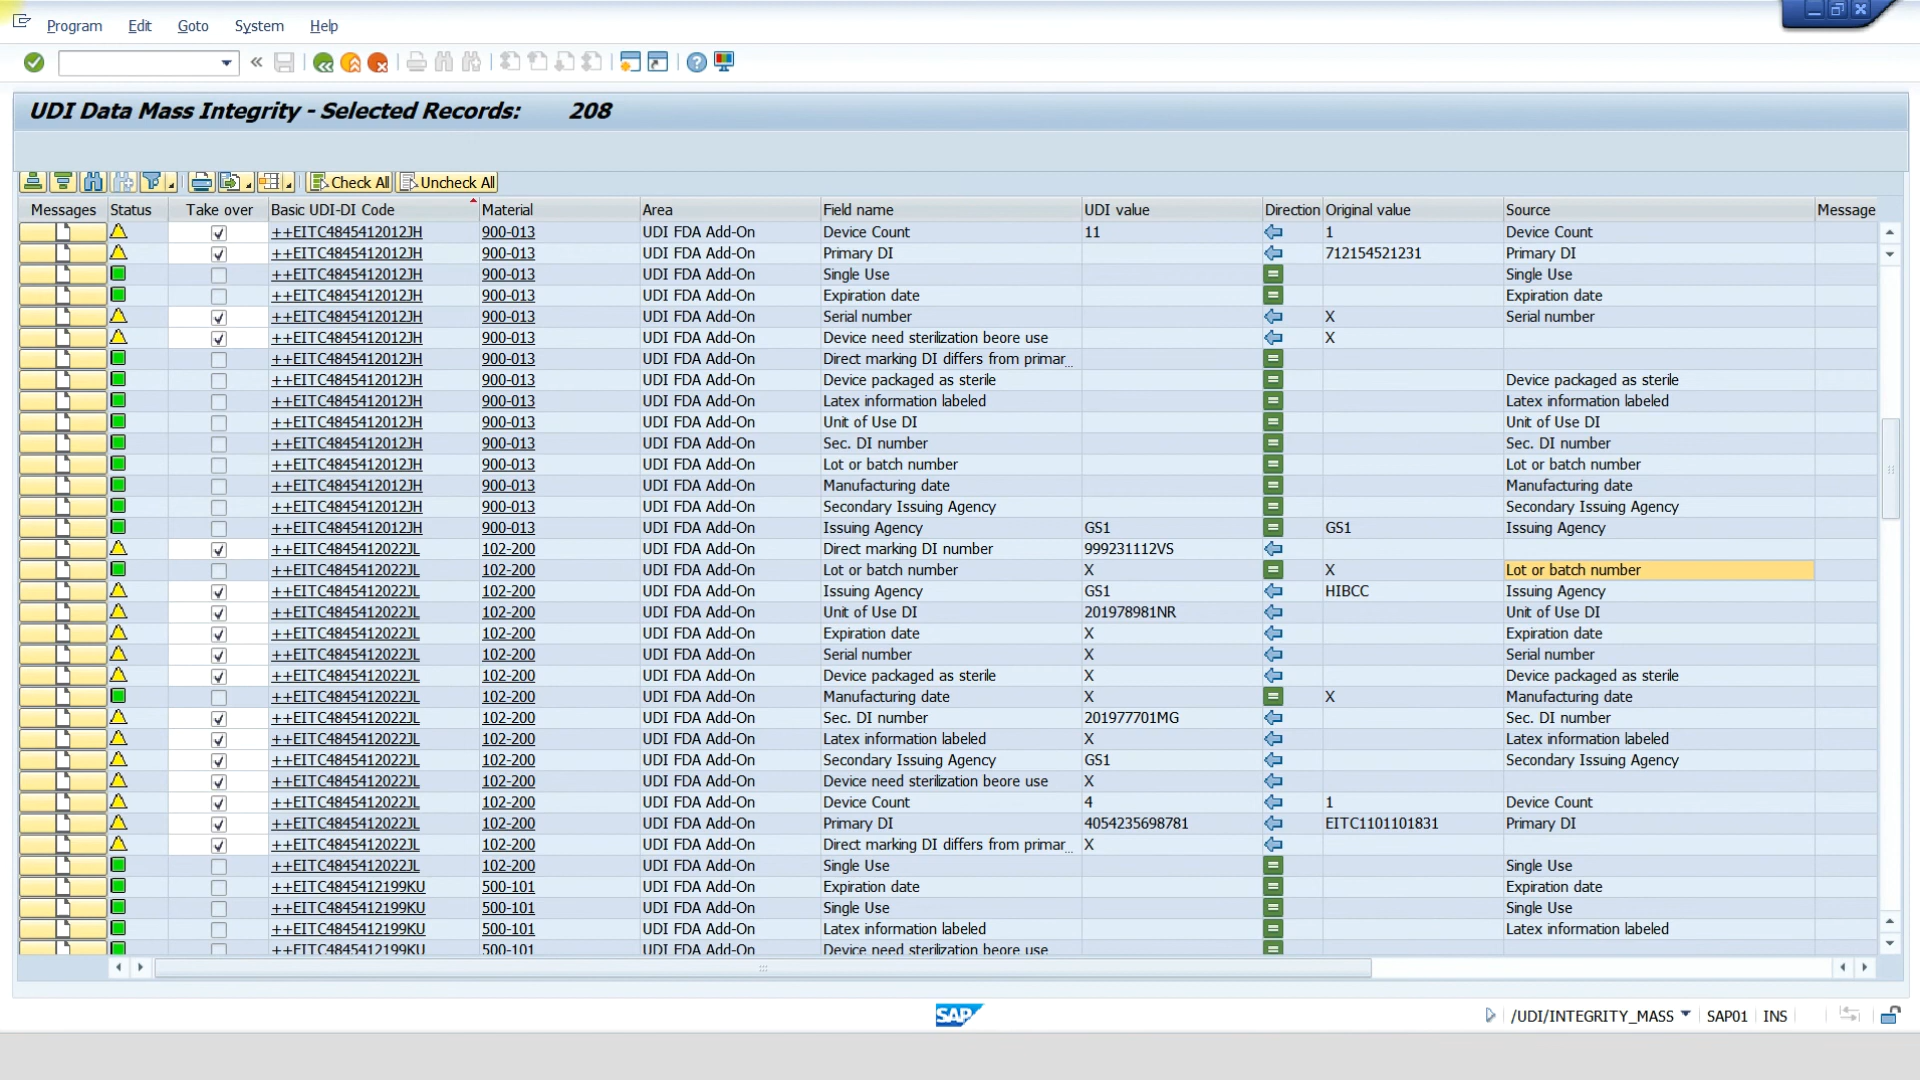 Program Edit Goto System Help
UDI Data Mass Integrity - Selected Records: 208
Check All Uncheck All
Messages Status Take over Basic UDI-DI Code Material Area Field name UDI value Direction Original value Source Message
++EITC4845412012JH 900-013 UDI FDA Add-On Device Count 11 1 Device Count
++EITC4845412012JH 900-013 UDI FDA Add-On Primary DI 712154521231 Primary DI
++EITC4845412012JH 900-013 UDI FDA Add-On Single Use Single Use
++EITC4845412012JH 900-013 UDI FDA Add-On Expiration date Expiration date
++EITC4845412012JH 900-013 UDI FDA Add-On Serial number X Serial number
++EITC4845412012JH 900-013 UDI FDA Add-On Device need sterilization beore use X
++EITC4845412012JH 900-013 UDI FDA Add-On Direct marking DI differs from primar...
++EITC4845412012JH 900-013 UDI FDA Add-On Device packaged as sterile Device packaged as sterile
++EITC4845412012JH 900-013 UDI FDA Add-On Latex information labeled Latex information labeled
++EITC4845412012JH 900-013 UDI FDA Add-On Unit of Use DI Unit of Use DI
++EITC4845412012JH 900-013 UDI FDA Add-On Sec. DI number Sec. DI number
++EITC4845412012JH 900-013 UDI FDA Add-On Lot or batch number Lot or batch number
++EITC4845412012JH 900-013 UDI FDA Add-On Manufacturing date Manufacturing date
++EITC4845412012JH 900-013 UDI FDA Add-On Secondary Issuing Agency Secondary Issuing Agency
++EITC4845412012JH 900-013 UDI FDA Add-On Issuing Agency GS1 GS1 Issuing Agency
++EITC4845412022JL 102-200 UDI FDA Add-On Direct marking DI number 999231112VS
++EITC4845412022JL 102-200 UDI FDA Add-On Lot or batch number X X Lot or batch number
++EITC4845412022JL 102-200 UDI FDA Add-On Issuing Agency GS1 HIBCC Issuing Agency
++EITC4845412022JL 102-200 UDI FDA Add-On Unit of Use DI 201978981NR Unit of Use DI
++EITC4845412022JL 102-200 UDI FDA Add-On Expiration date X Expiration date
++EITC4845412022JL 102-200 UDI FDA Add-On Serial number X Serial number
++EITC4845412022JL 102-200 UDI FDA Add-On Device packaged as sterile X Device packaged as sterile
++EITC4845412022JL 102-200 UDI FDA Add-On Manufacturing date X X Manufacturing date
++EITC4845412022JL 102-200 UDI FDA Add-On Sec. DI number 201977701MG Sec. DI number
++EITC4845412022JL 102-200 UDI FDA Add-On Latex information labeled X Latex information labeled
++EITC4845412022JL 102-200 UDI FDA Add-On Secondary Issuing Agency GS1 Secondary Issuing Agency
++EITC4845412022JL 102-200 UDI FDA Add-On Device need sterilization beore use X
++EITC4845412022JL 102-200 UDI FDA Add-On Device Count 4 1 Device Count
++EITC4845412022JL 102-200 UDI FDA Add-On Primary DI 4054235698781 EITC1101101831 Primary DI
++EITC4845412022JL 102-200 UDI FDA Add-On Direct marking DI differs from primar... X
++EITC4845412022JL 102-200 UDI FDA Add-On Single Use Single Use
++EITC4845412199KU 500-101 UDI FDA Add-On Expiration date Expiration date
++EITC4845412199KU 500-101 UDI FDA Add-On Single Use Single Use
++EITC4845412199KU 500-101 UDI FDA Add-On Latex information labeled Latex information labeled
++EITC4845412199KU 500-101 UDI FDA Add-On Device need sterilization beore use
SAP /UDI/INTEGRITY_MASS SAP01 INS